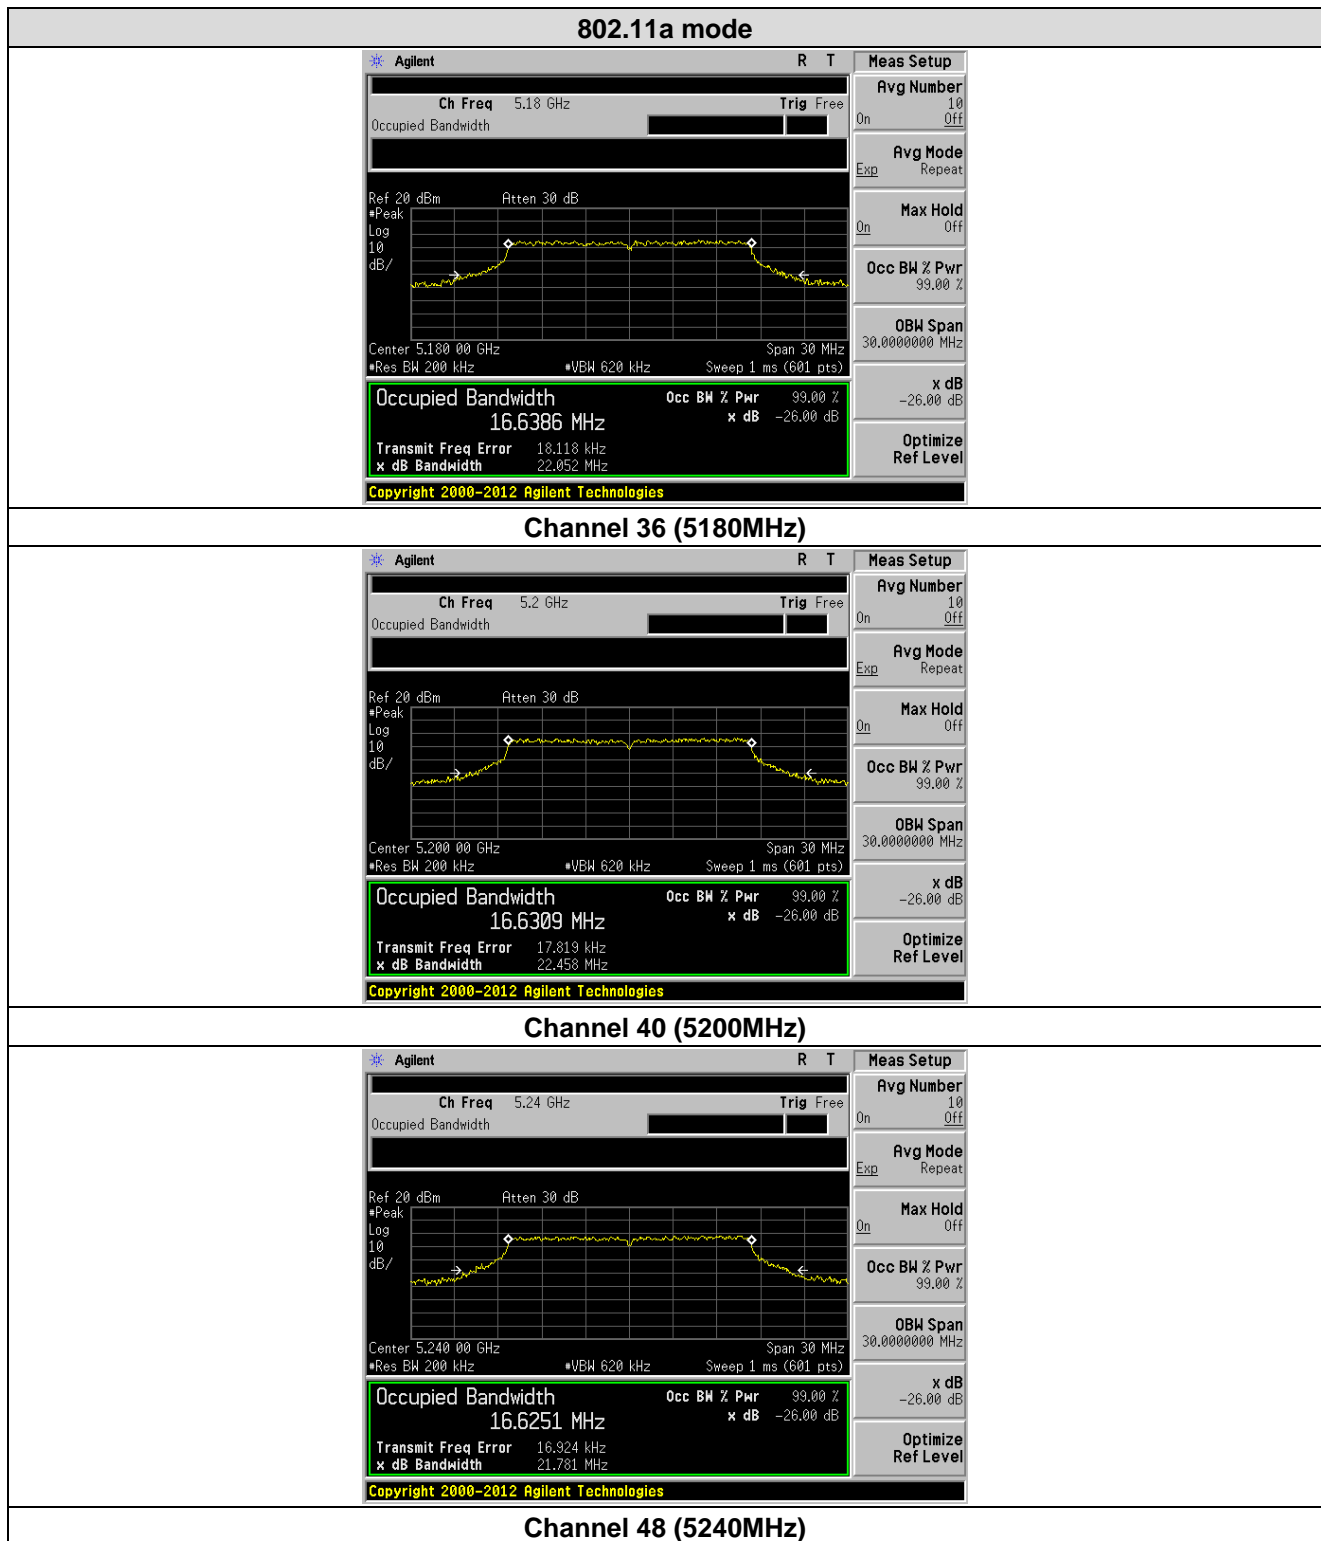 802.11a mode
Agilent R T Meas Setup
Ch Freq 5.18 GHz Trig Free
Occupied Bandwidth
Avg Number
10
On Off
Avg Mode
Exp Repeat
Max Hold
On Off
Occ BW % Pwr
99.00 %
OBW Span
30.0000000 MHz
x dB
-26.00 dB
Optimize
Ref Level
Ref 20 dBm Atten 30 dB
#Peak
Log
10
dB/
Center 5.180 00 GHz Span 30 MHz
#Res BW 200 kHz #VBW 620 kHz Sweep 1 ms (601 pts)
Occupied Bandwidth Occ BW % Pwr 99.00 %
16.6386 MHz x dB -26.00 dB
Transmit Freq Error 18.118 kHz
x dB Bandwidth 22.052 MHz
Copyright 2000-2012 Agilent Technologies
Channel 36 (5180MHz)
Agilent R T Meas Setup
Ch Freq 5.2 GHz Trig Free
Occupied Bandwidth
Avg Number
10
On Off
Avg Mode
Exp Repeat
Max Hold
On Off
Occ BW % Pwr
99.00 %
OBW Span
30.0000000 MHz
x dB
-26.00 dB
Optimize
Ref Level
Ref 20 dBm Atten 30 dB
#Peak
Log
10
dB/
Center 5.200 00 GHz Span 30 MHz
#Res BW 200 kHz #VBW 620 kHz Sweep 1 ms (601 pts)
Occupied Bandwidth Occ BW % Pwr 99.00 %
16.6309 MHz x dB -26.00 dB
Transmit Freq Error 17.819 kHz
x dB Bandwidth 22.458 MHz
Copyright 2000-2012 Agilent Technologies
Channel 40 (5200MHz)
Agilent R T Meas Setup
Ch Freq 5.24 GHz Trig Free
Occupied Bandwidth
Avg Number
10
On Off
Avg Mode
Exp Repeat
Max Hold
On Off
Occ BW % Pwr
99.00 %
OBW Span
30.0000000 MHz
x dB
-26.00 dB
Optimize
Ref Level
Ref 20 dBm Atten 30 dB
#Peak
Log
10
dB/
Center 5.240 00 GHz Span 30 MHz
#Res BW 200 kHz #VBW 620 kHz Sweep 1 ms (601 pts)
Occupied Bandwidth Occ BW % Pwr 99.00 %
16.6251 MHz x dB -26.00 dB
Transmit Freq Error 16.924 kHz
x dB Bandwidth 21.781 MHz
Copyright 2000-2012 Agilent Technologies
Channel 48 (5240MHz)